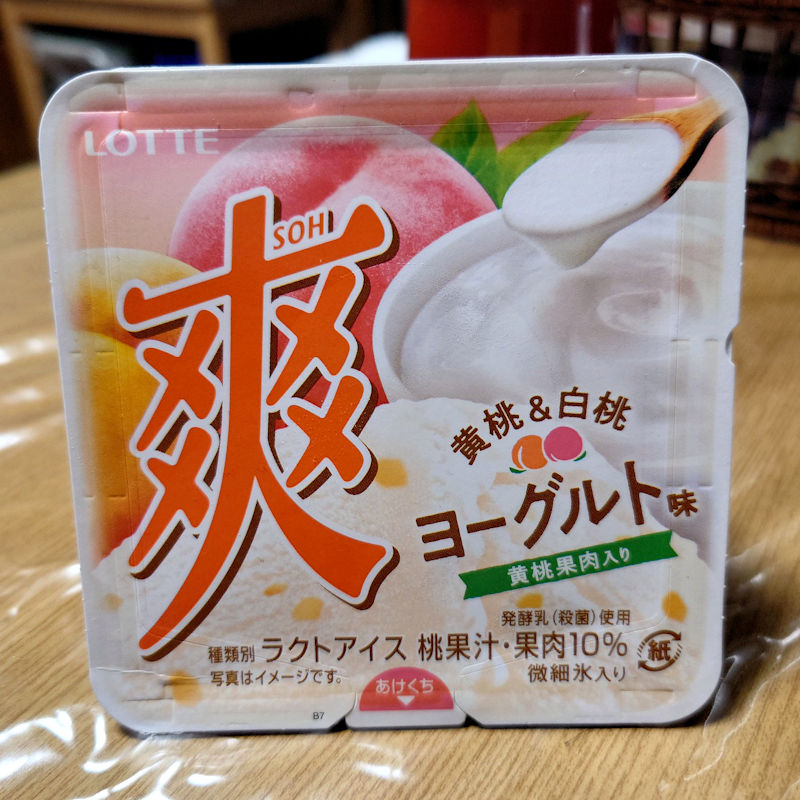 LOTTE
SOH
爽
黄桃&白桃
ヨーグルト味
黄桃果肉入り
発酵乳(殺菌)使用
種類別 ラクトアイス 桃果汁・果肉10%
写真はイメージです。
微細氷入り
紙
あけくち
B7